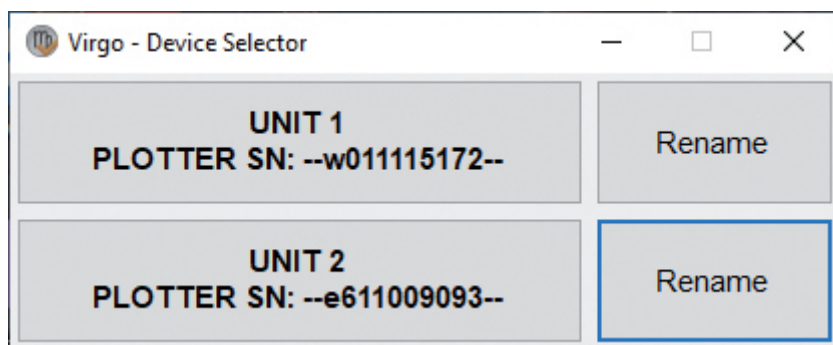 Virgo - Device Selector
UNIT 1
PLOTTER SN: --w011115172--
Rename
UNIT 2
PLOTTER SN: --e611009093--
Rename